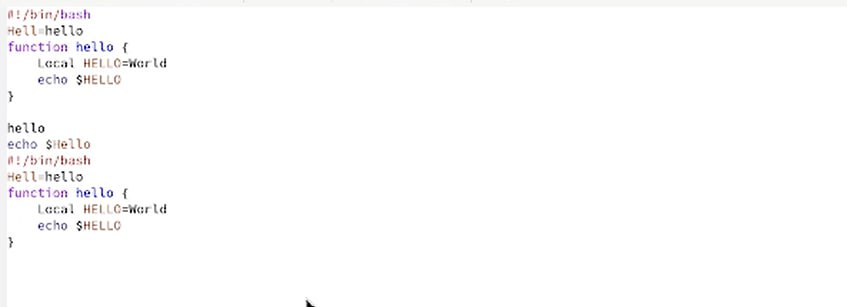 #!/bin/bash
Hell=hello
function hello {
    Local HELLO=World
    echo $HELLO
}

hello
echo $Hello
#!/bin/bash
Hell=hello
function hello {
    Local HELLO=World
    echo $HELLO
}